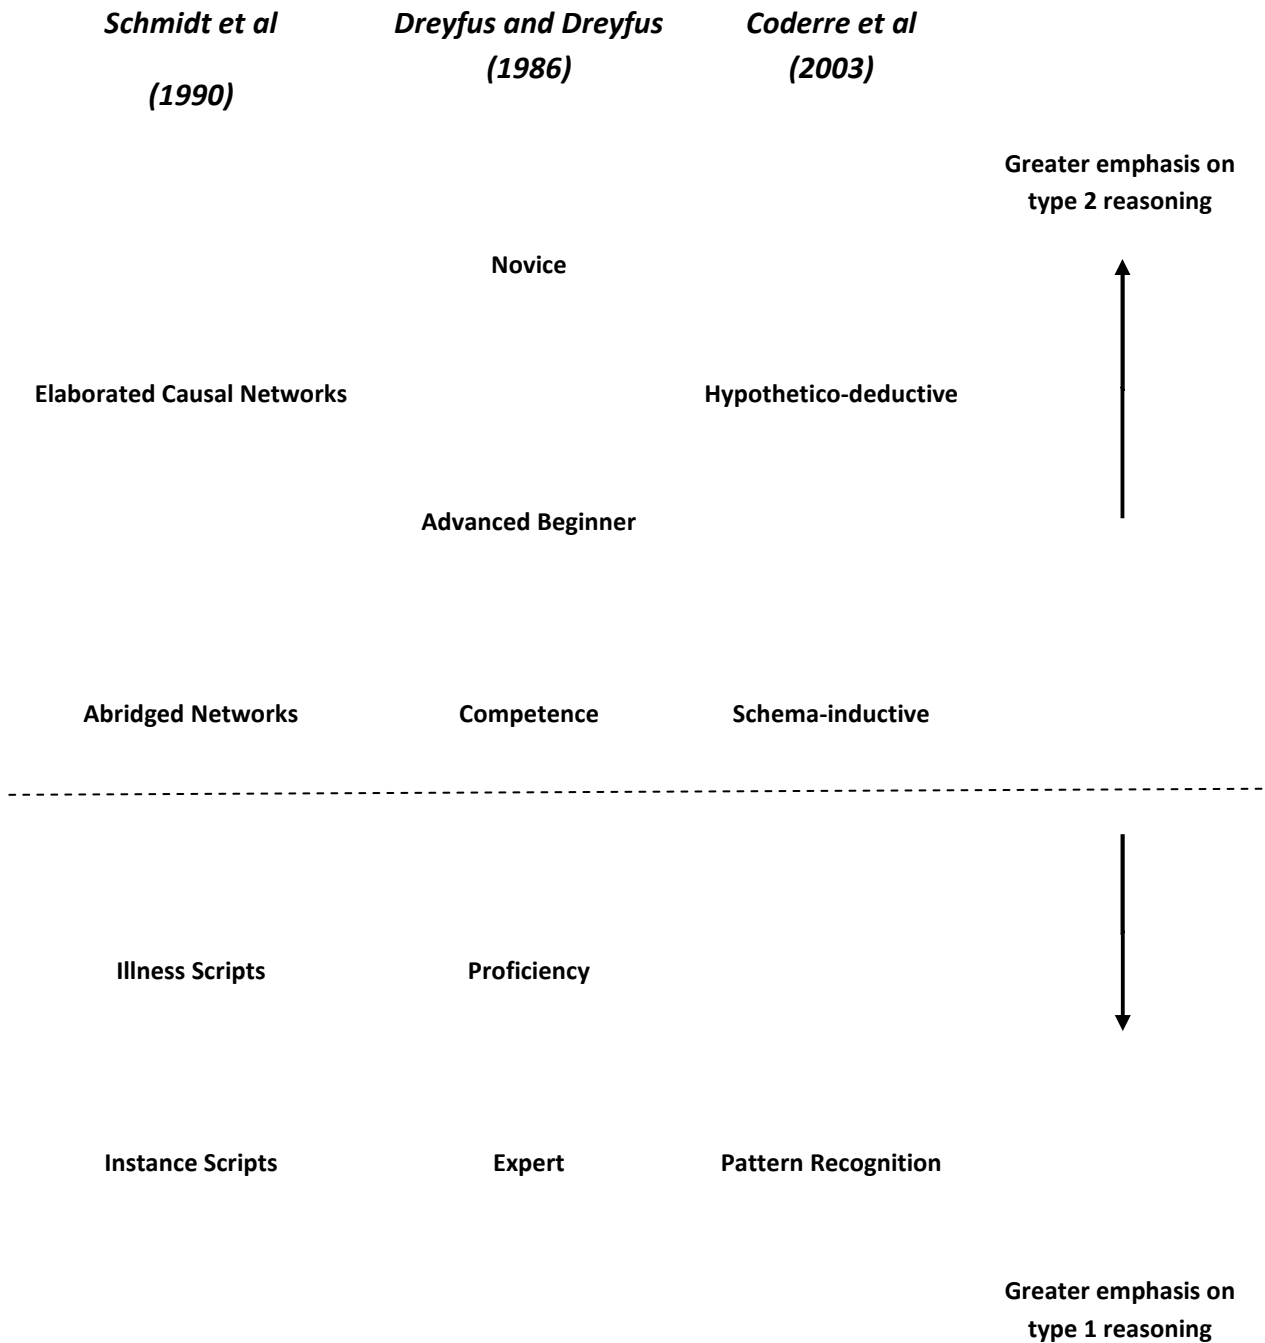 Schmidt et al
(1990)
Dreyfus and Dreyfus
(1986)
Coderre et al
(2003)
Greater emphasis on
type 2 reasoning
Novice
Elaborated Causal Networks
Hypothetico-deductive
Advanced Beginner
Abridged Networks
Competence
Schema-inductive
Illness Scripts
Proficiency
Instance Scripts
Expert
Pattern Recognition
Greater emphasis on
type 1 reasoning